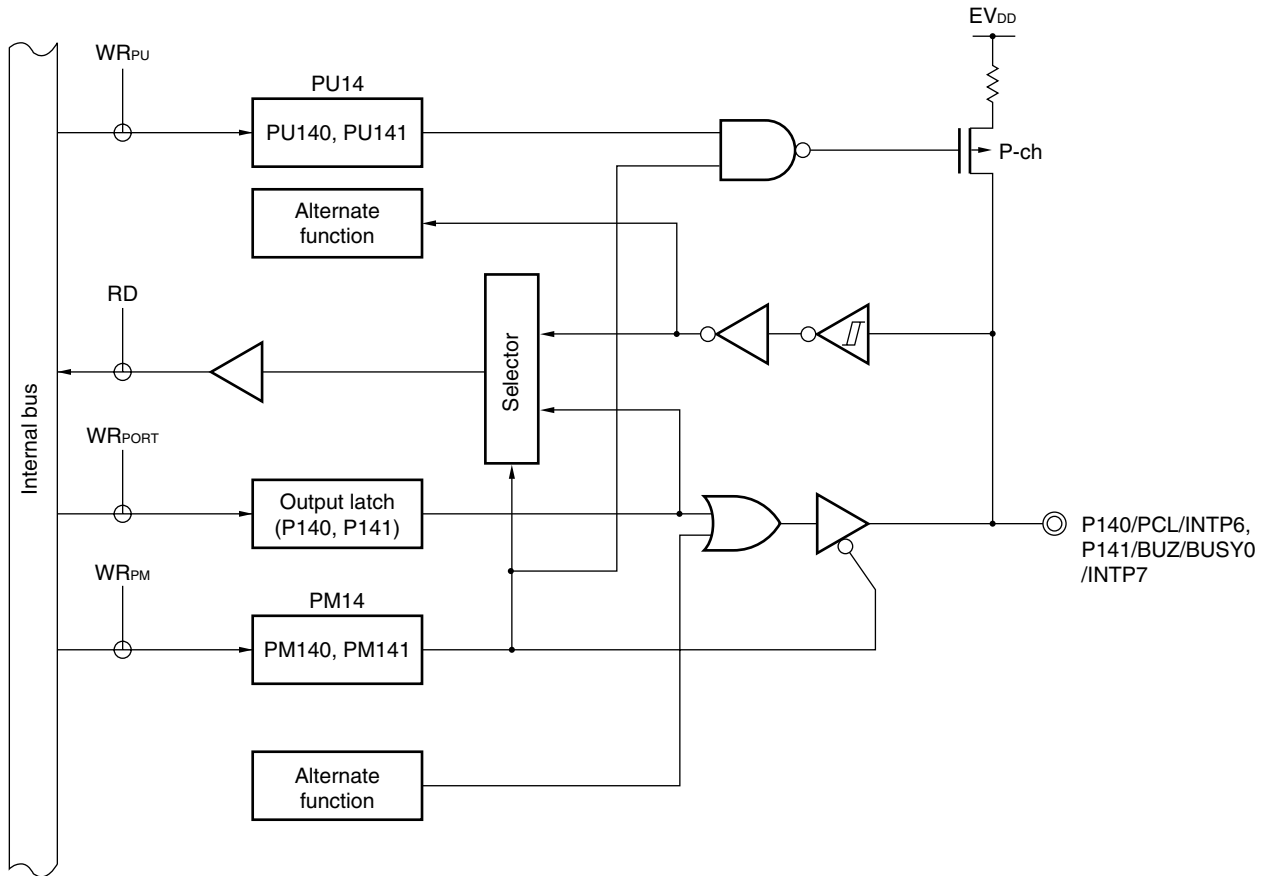 EVDD
WRPU
PU14
PU140, PU141
P-ch
Alternate
function
RD
Selector
Internal bus
WRPORT
Output latch
(P140, P141)
P140/PCL/INTP6,
P141/BUZ/BUSY0
/INTP7
WRPM
PM14
PM140, PM141
Alternate
function